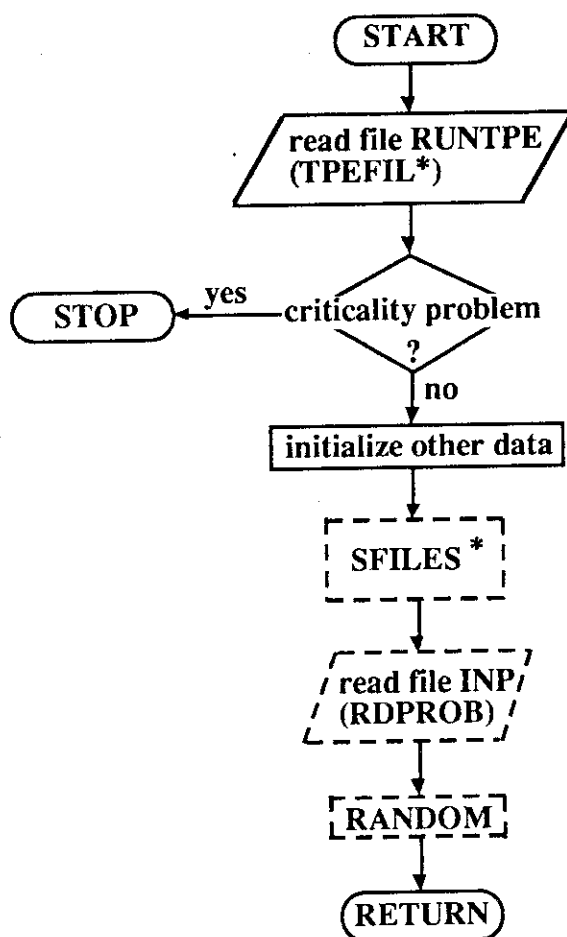 START
read file RUNTPE
(TPEFIL*)
yes
STOP
criticality problem
?
no
initialize other data
SFILES *
read file INP
(RDPROB)
RANDOM
RETURN